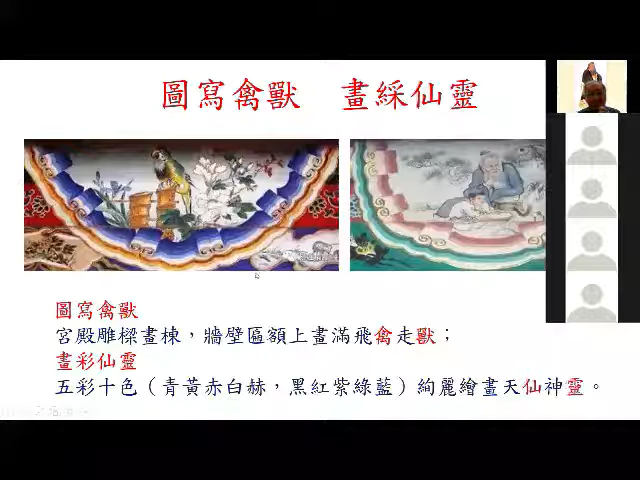 圖寫禽獸 畫綵仙靈
圖寫禽獸
宮殿雕樑畫棟，牆壁匾額上畫滿飛禽走獸；
畫彩仙靈
五彩十色（青黃赤白赫，黑紅紫綠藍）絢麗繪畫天仙神靈。